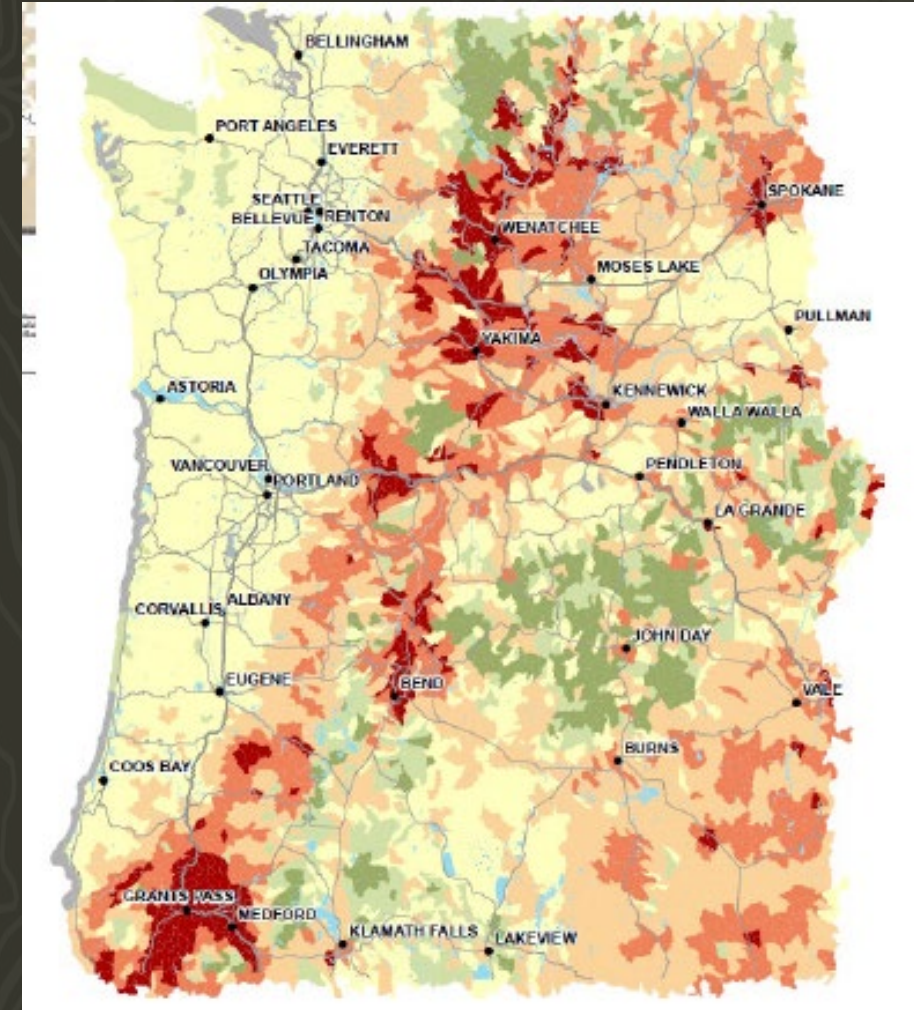 BELLINGHAM
PORT ANGELES
EVERETT
SEATTLE
BELLEVUE RENTON
TACOMA
OLYMPIA
SPOKANE
WENATCHEE
MOSES LAKE
PULLMAN
YAKIMA
ASTORIA
KENNEWICK
WALLA WALLA
VANCOUVER
PORTLAND
PENDLETON
LA GRANDE
ALBANY
CORVALLIS
JOHN DAY
EUGENE
BEND
VALE
BURNS
COOS BAY
GRANTS PASS
MEDFORD
KLAMATH FALLS
LAKEVIEW